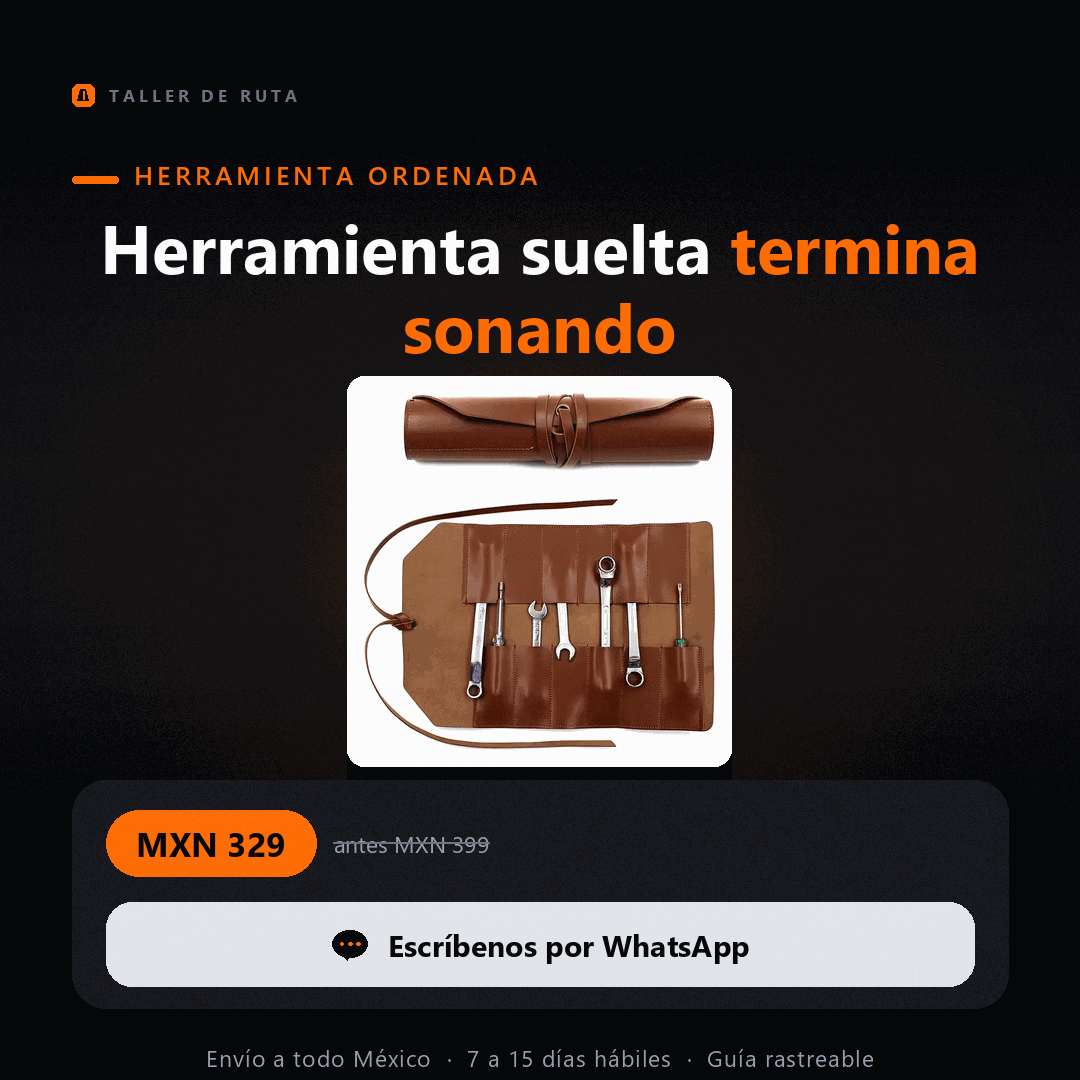 TALLER DE RUTA
HERRAMIENTA ORDENADA
Herramienta suelta termina
sonando
MXN 329
antes MXN 399
Escríbenos por WhatsApp
Envío a todo México · 7 a 15 días hábiles · Guía rastreable